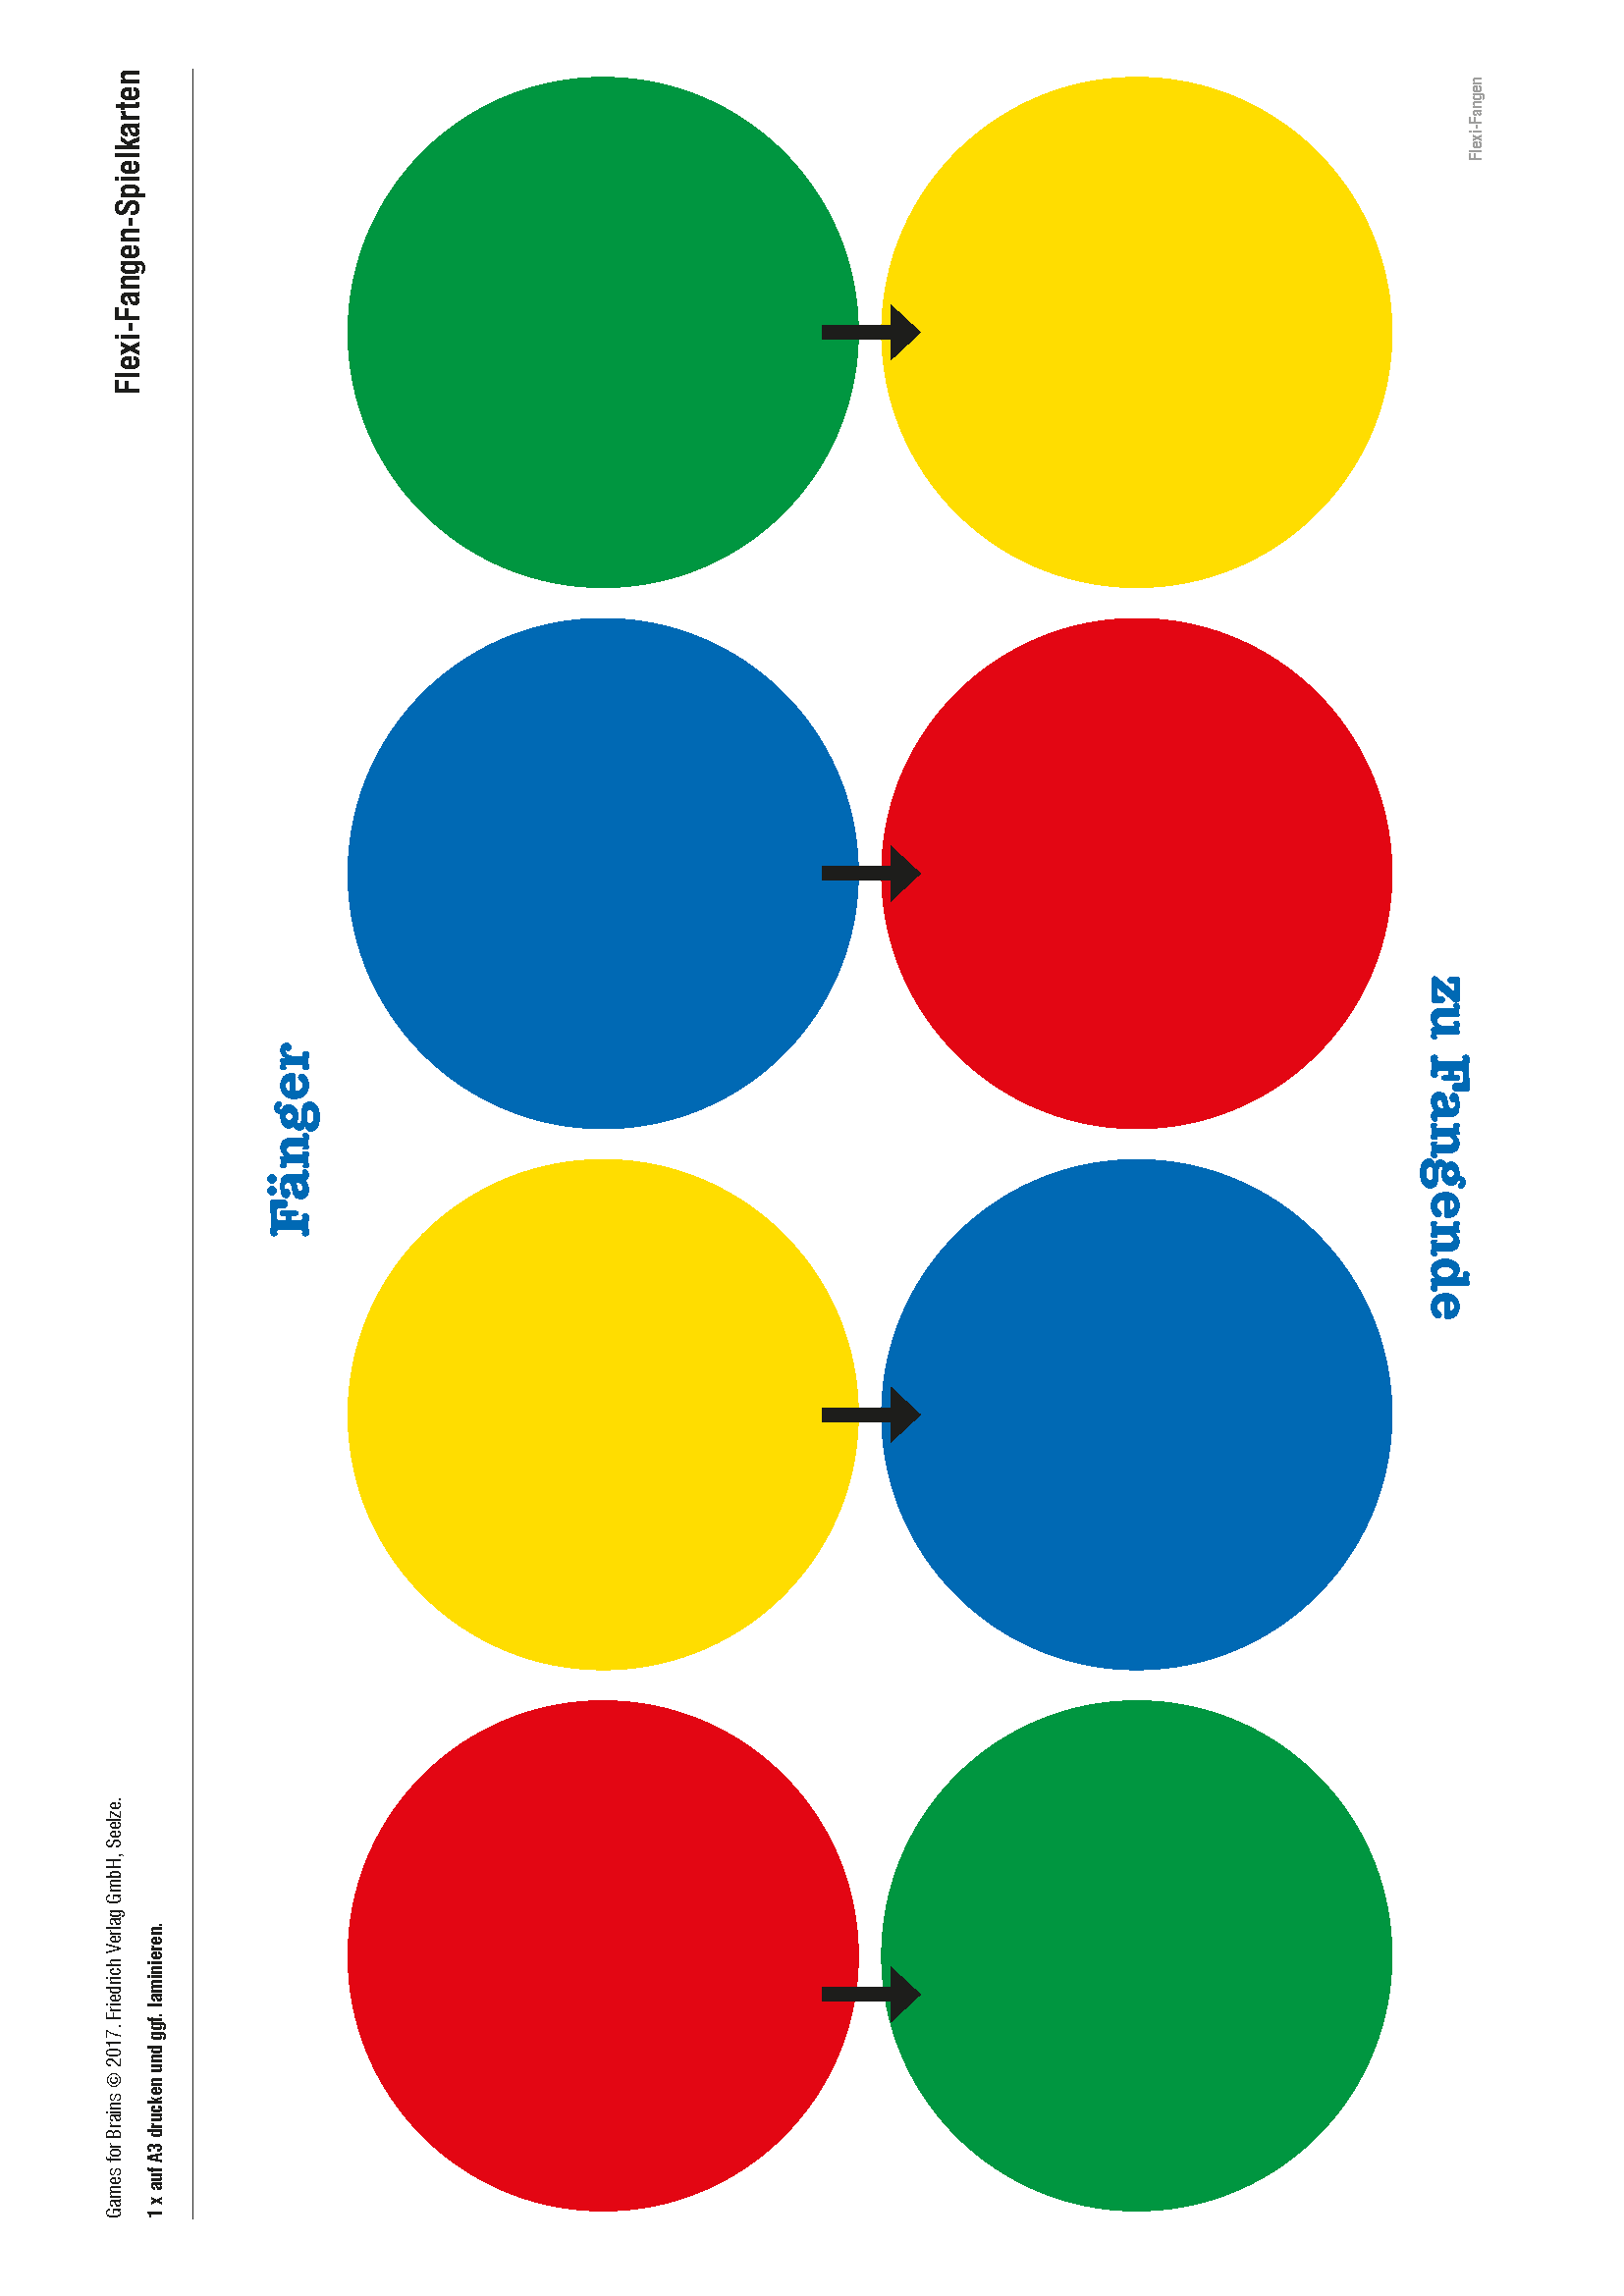 Games for Brains © 2017. Friedrich Verlag GmbH, Seelze.
1 x auf A3 drucken und ggf. laminieren.
Flexi-Fangen-Spielkarten
Fänger
zu Fangende
Flexi-Fangen